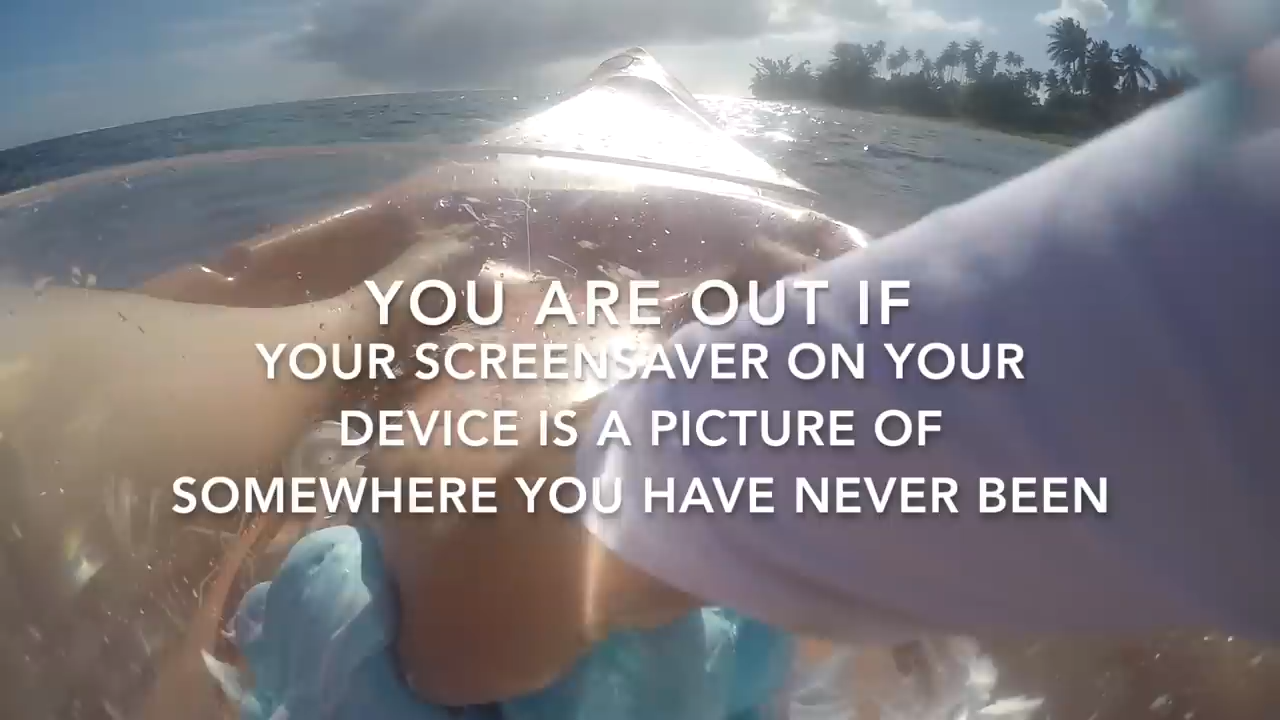 YOU ARE OUT IF
YOUR SCREENSAVER ON YOUR
DEVICE IS A PICTURE OF
SOMEWHERE YOU HAVE NEVER BEEN